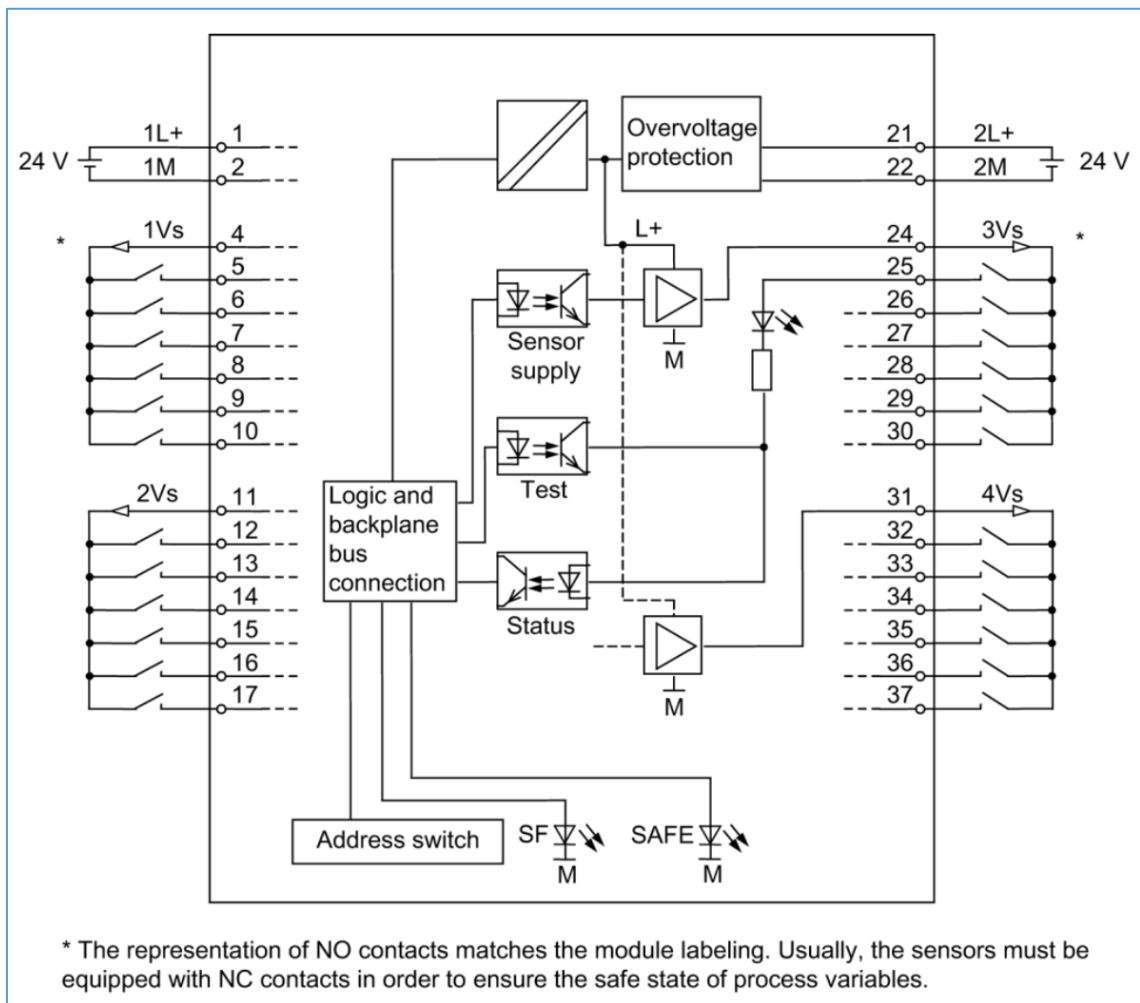 1L+ 1 21 2L+
24 V 24 V
1M 2 22 2M
Overvoltage
protection
* 1Vs 4 L+ 24 3Vs *
5 25
6 26
7 27
8 28
9 29
10 30
M
Sensor
supply
Test
2Vs 11 31 4Vs
12 32
13 33
14 34
15 35
16 36
17 37
Logic and
backplane
bus
connection
Status
M
Address switch
SF SAFE
M M
* The representation of NO contacts matches the module labeling. Usually, the sensors must be
equipped with NC contacts in order to ensure the safe state of process variables.